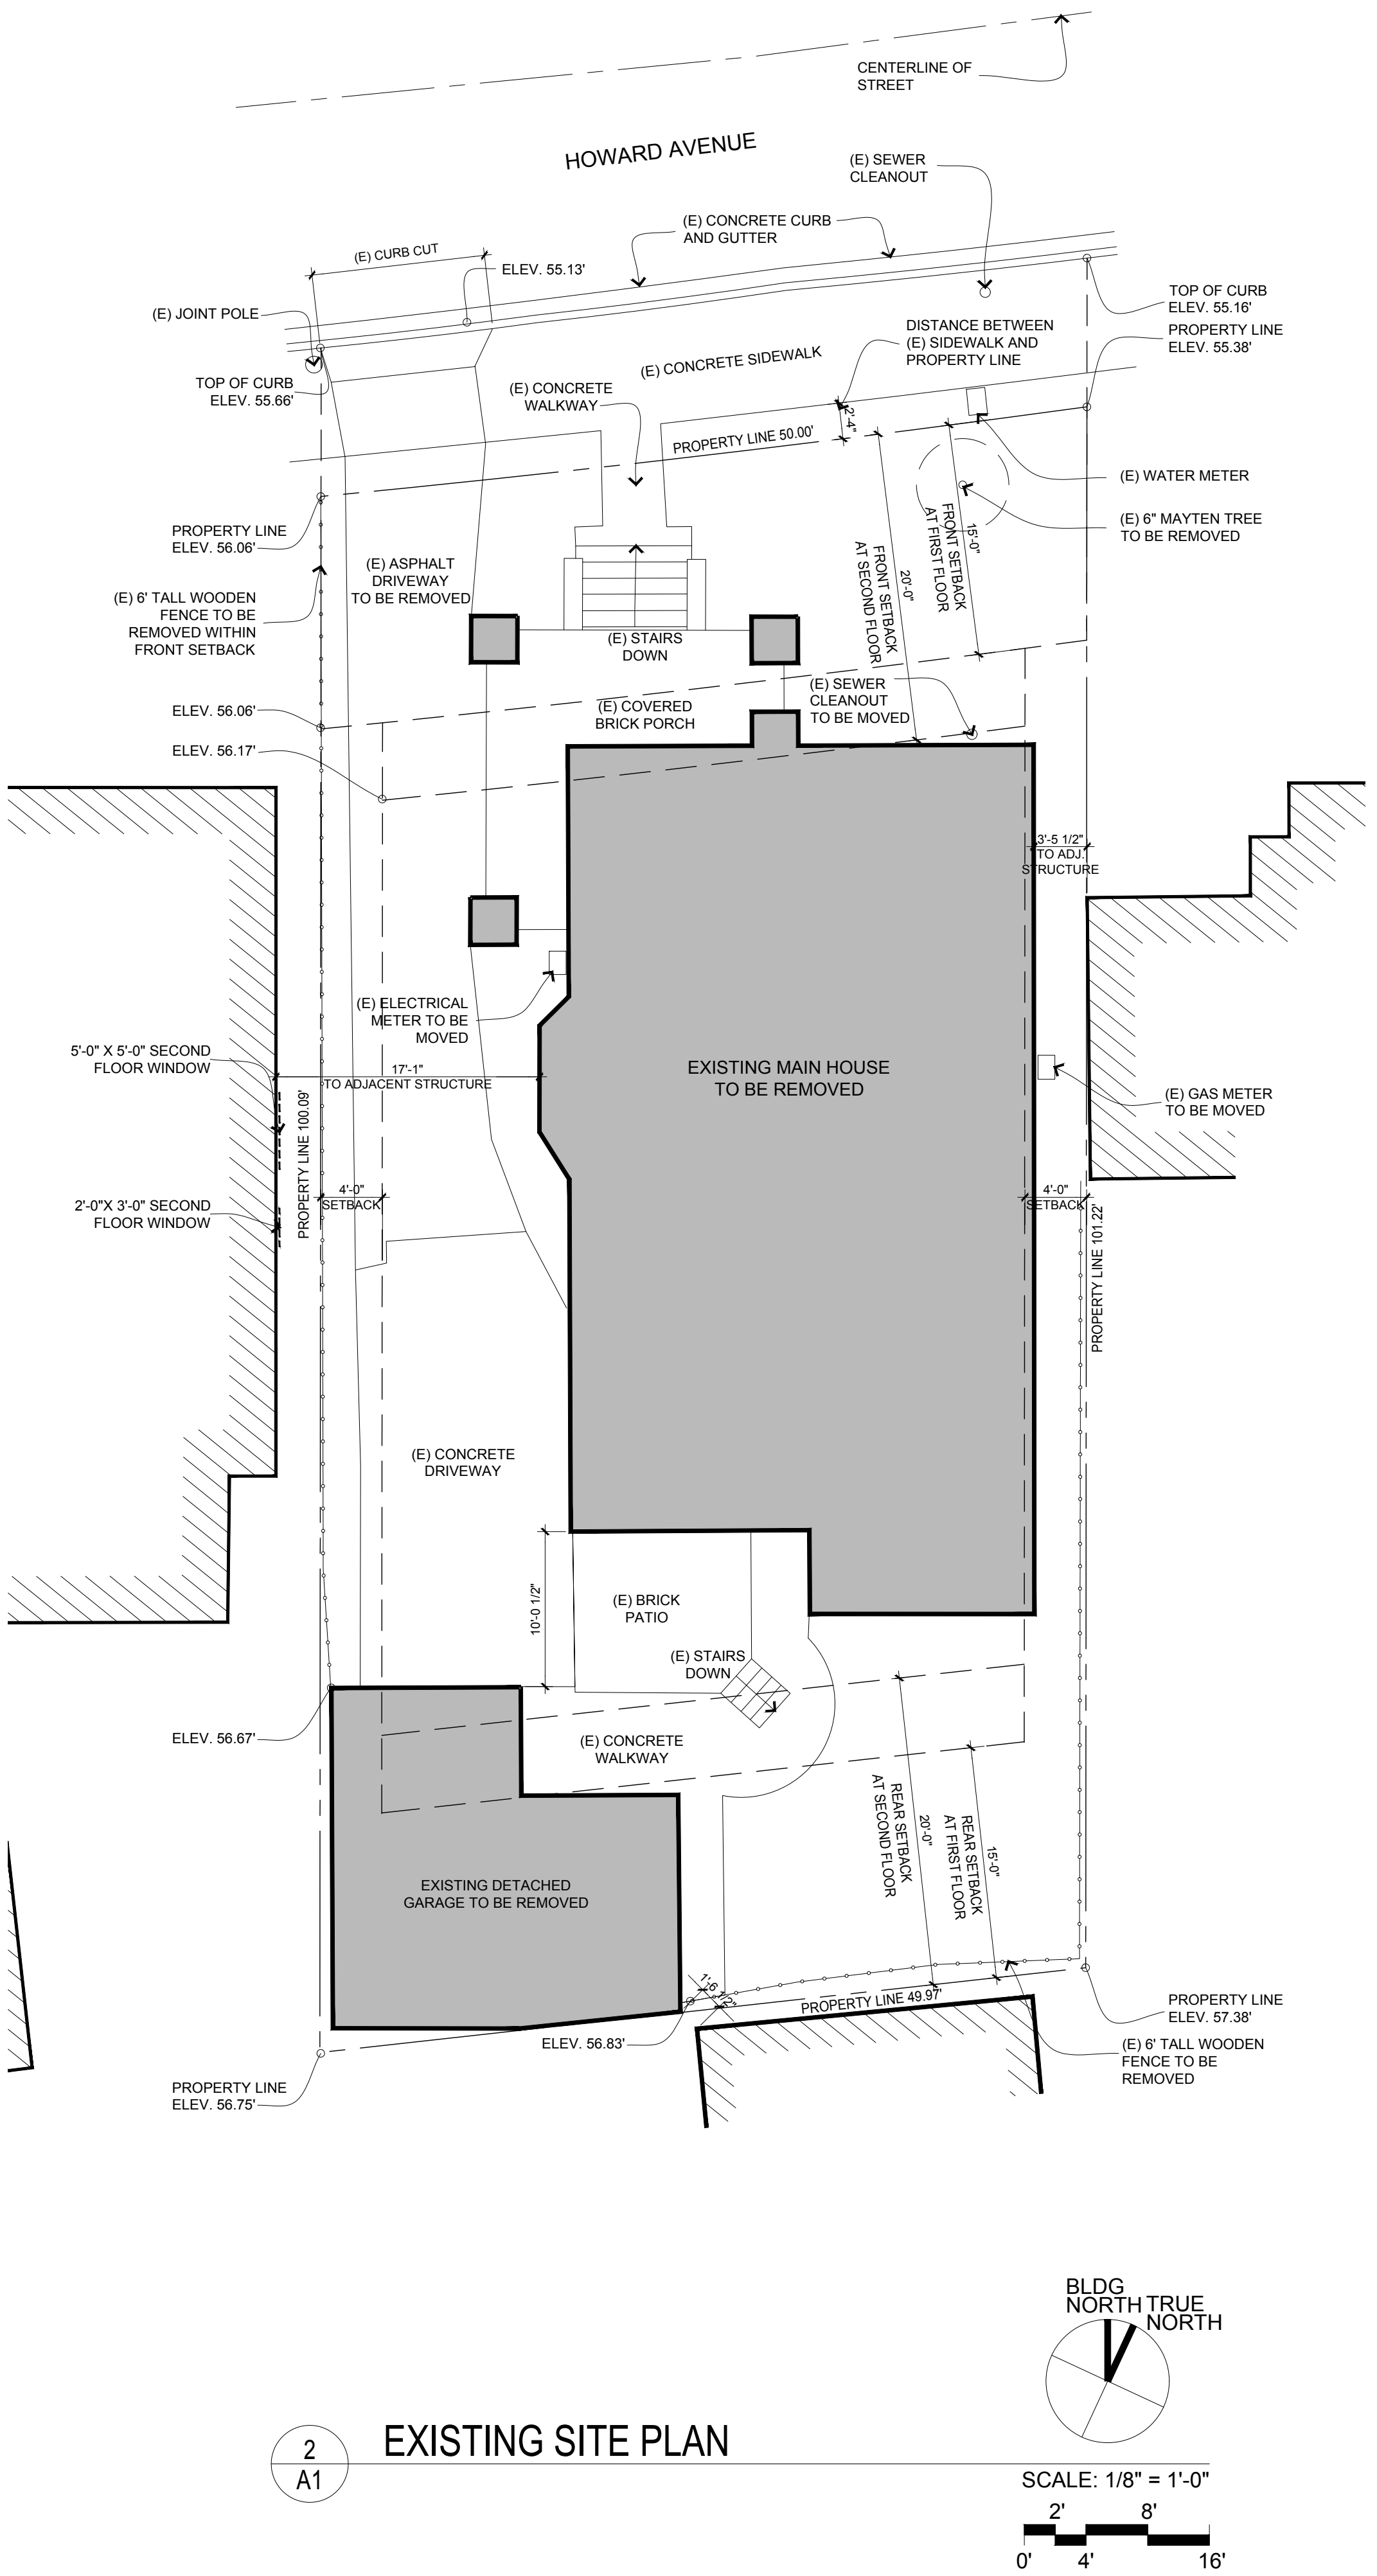 CENTERLINE OF
STREET
HOWARD AVENUE
(E) SEWER
CLEANOUT
(E) CONCRETE CURB
AND GUTTER
(E) CURB CUT
ELEV. 55.13'
(E) JOINT POLE
TOP OF CURB
ELEV. 55.16'
DISTANCE BETWEEN
(E) SIDEWALK AND
PROPERTY LINE
PROPERTY LINE
ELEV. 55.38'
(E) CONCRETE SIDEWALK
TOP OF CURB
ELEV. 55.66'
(E) CONCRETE
WALKWAY
2'-4"
PROPERTY LINE 50.00'
(E) WATER METER
(E) 6" MAYTEN TREE
TO BE REMOVED
PROPERTY LINE
ELEV. 56.06'
15'-0"
FRONT SETBACK
AT FIRST FLOOR
20'-0"
FRONT SETBACK
AT SECOND FLOOR
(E) ASPHALT
DRIVEWAY
TO BE REMOVED
(E) 6' TALL WOODEN
FENCE TO BE
REMOVED WITHIN
FRONT SETBACK
(E) STAIRS
DOWN
(E) SEWER
CLEANOUT
TO BE MOVED
ELEV. 56.06'
(E) COVERED
BRICK PORCH
ELEV. 56.17'
3'-5 1/2"
TO ADJ.
STRUCTURE
(E) ELECTRICAL
METER TO BE
MOVED
5'-0" X 5'-0" SECOND
FLOOR WINDOW
17'-1"
TO ADJACENT STRUCTURE
EXISTING MAIN HOUSE
TO BE REMOVED
(E) GAS METER
TO BE MOVED
PROPERTY LINE 100.09'
4'-0"
SETBACK
4'-0"
SETBACK
2'-0"X 3'-0" SECOND
FLOOR WINDOW
PROPERTY LINE 101.22'
(E) CONCRETE
DRIVEWAY
10'-0 1/2"
(E) BRICK
PATIO
(E) STAIRS
DOWN
ELEV. 56.67'
(E) CONCRETE
WALKWAY
20'-0"
REAR SETBACK
AT SECOND FLOOR
15'-0"
REAR SETBACK
AT FIRST FLOOR
EXISTING DETACHED
GARAGE TO BE REMOVED
1'-6 1/2"
PROPERTY LINE 49.97'
PROPERTY LINE
ELEV. 57.38'
ELEV. 56.83'
(E) 6' TALL WOODEN
FENCE TO BE
REMOVED
PROPERTY LINE
ELEV. 56.75'
BLDG
NORTH
TRUE
NORTH
2
A1
EXISTING SITE PLAN
SCALE: 1/8" = 1'-0"
2' 8'
0' 4' 16'